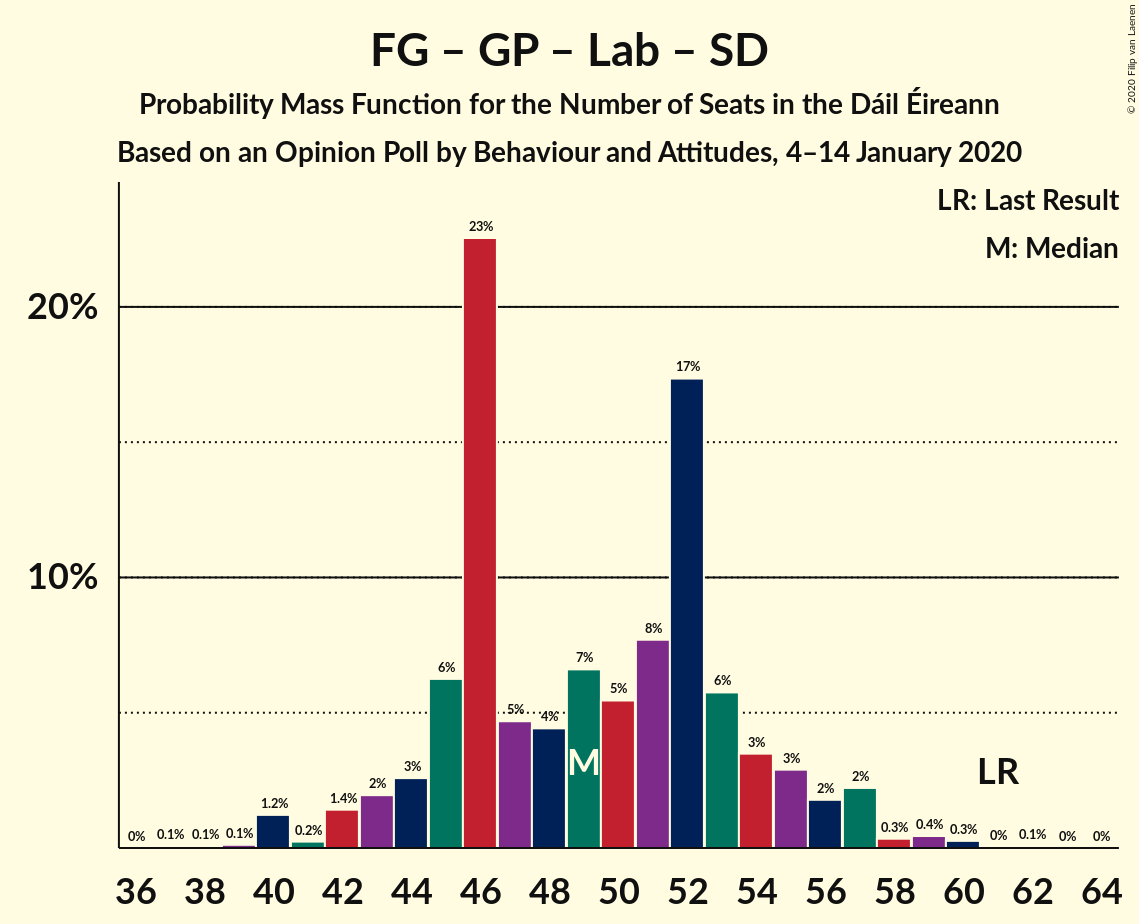 FG – GP – Lab – SD
Probability Mass Function for the Number of Seats in the Dáil Éireann
Based on an Opinion Poll by Behaviour and Attitudes, 4–14 January 2020
© 2020 Filip van Laenen
LR: Last Result
M: Median
20%
10%
0% 0.1% 0.1% 0.1% 1.2% 0.2% 1.4% 2% 3% 6% 23% 5% 4% 7% 5% 8% 17% 6% 3% 3% 2% 2% 0.3% 0.4% 0.3% 0% 0.1% 0% 0%
M
LR
36 38 40 42 44 46 48 50 52 54 56 58 60 62 64